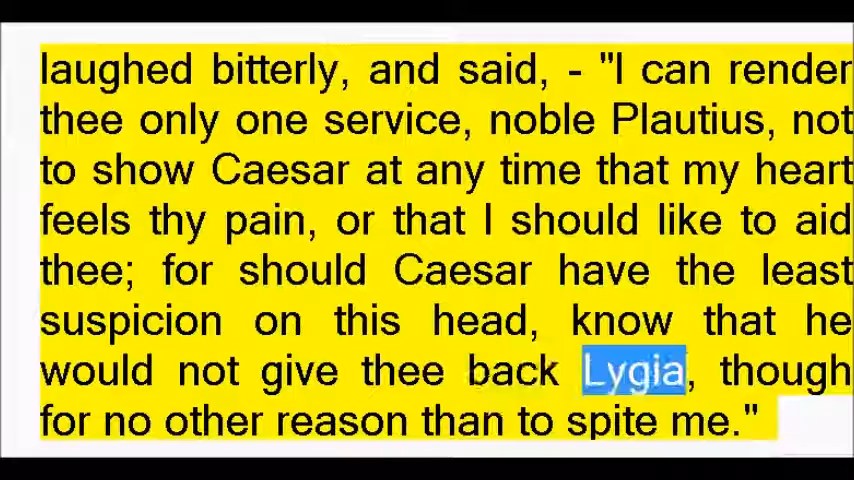 laughed bitterly, and said, - "I can render
thee only one service, noble Plautius, not
to show Caesar at any time that my heart
feels thy pain, or that I should like to aid
thee; for should Caesar have the least
suspicion on this head, know that he
would not give thee back Lygia, though
for no other reason than to spite me."